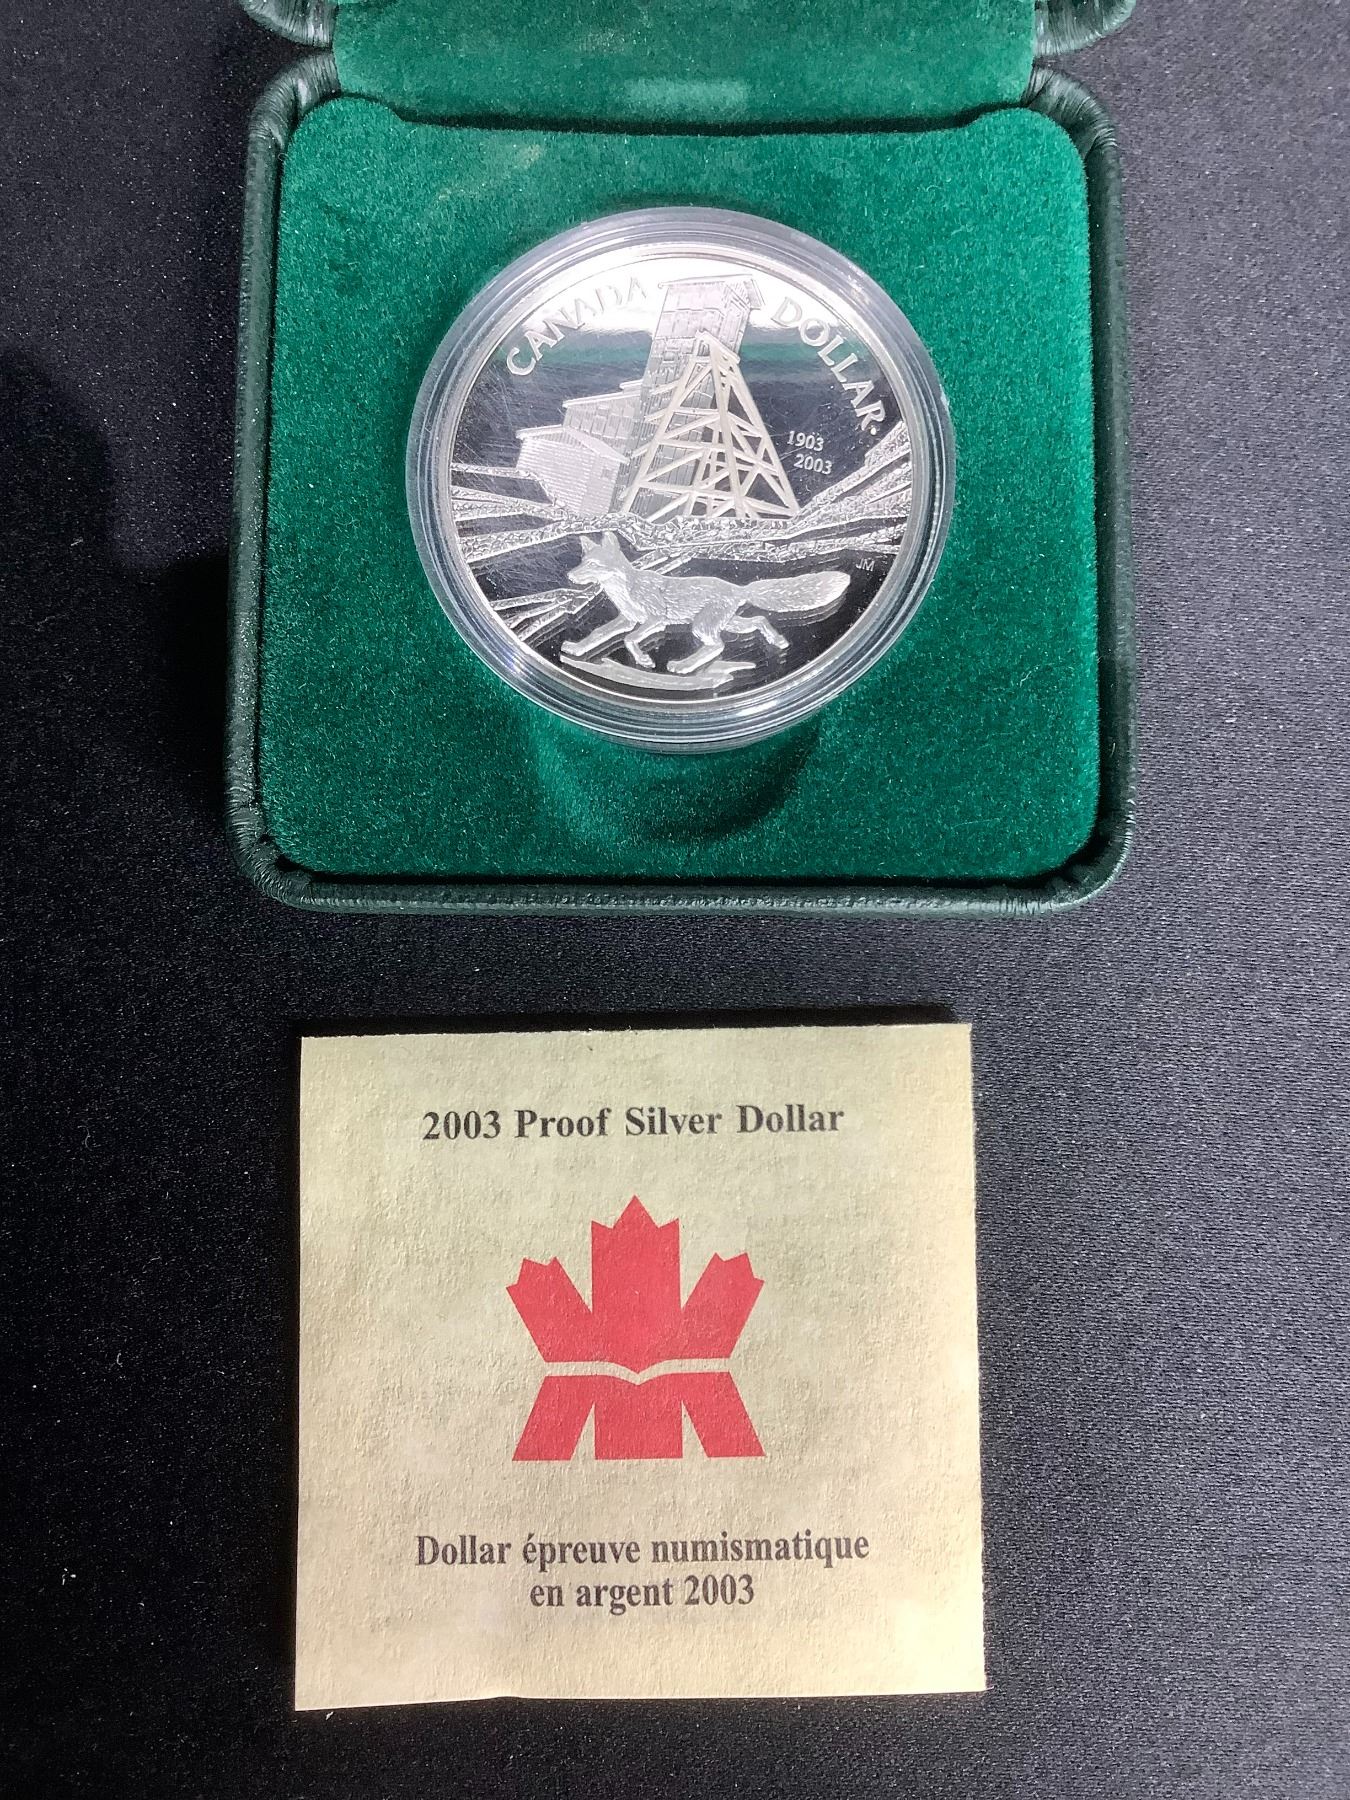 CANADA DOLLAR
1903
2003
JM
2003 Proof Silver Dollar
Dollar épreuve numismatique
en argent 2003